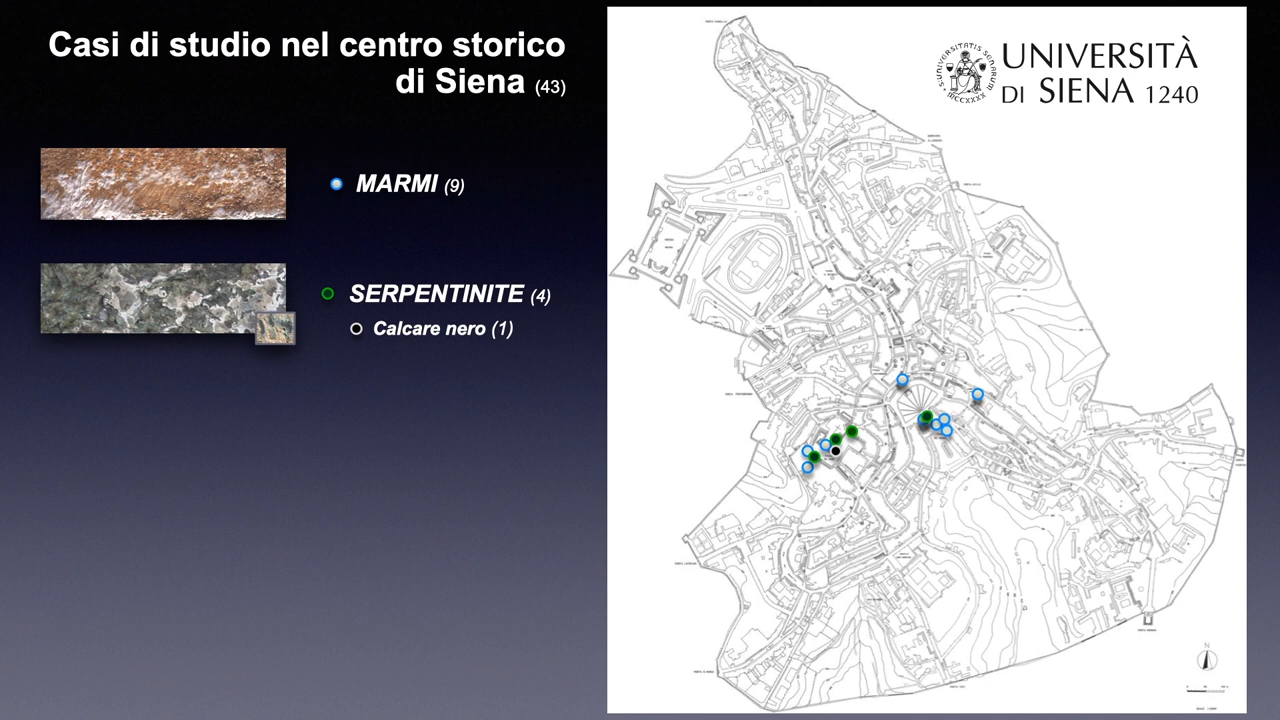 Casi di studio nel centro storico
di Siena (43)
MARMI (9)
SERPENTINITE (4)
Calcare nero (1)
UNIVERSITÀ
DI SIENA 1240
N